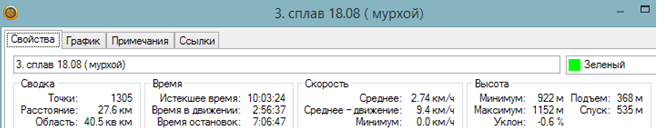 3. сплав 18.08 ( мурхой)
Свойства График Примечания Ссылки
3. сплав 18.08 ( мурхой) Зеленый
Сводка Время Скорость Высота
Точки: 1305 Истекшее время: 10:03:24 Среднее: 2.74 км/ч Минимум: 922 м Подъем: 368 м
Расстояние: 27.6 км Время в движении: 2:56:37 Среднее – движение: 9.4 км/ч Максимум: 1152 м Спуск: 535 м
Область: 40.5 кв км Время остановок: 7:06:47 Минимум: 0.0 км/ч Уклон: -0.6 %